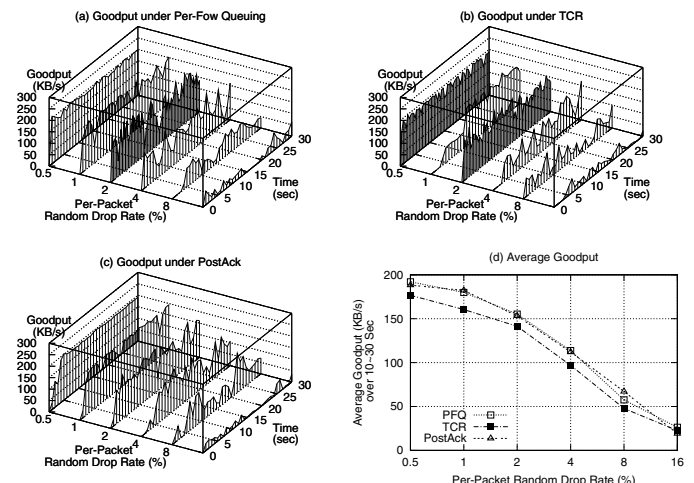 (a) Goodput under Per-Fow Queuing
Goodput
(KB/s)
300
250
200
150
100
50
0
0.5
1
2
4
8
Per-Packet
Random Drop Rate (%)
0
5
10
15
20
25
30
Time
(sec)
(b) Goodput under TCR
Goodput
(KB/s)
300
250
200
150
100
50
0
0.5
1
2
4
8
Per-Packet
Random Drop Rate (%)
0
5
10
15
20
25
30
Time
(sec)
(c) Goodput under PostAck
Goodput
(KB/s)
300
250
200
150
100
50
0
0.5
1
2
4
8
Per-Packet
Random Drop Rate (%)
0
5
10
15
20
25
30
Time
(sec)
(d) Average Goodput
Average Goodput (KB/s)
over 10~30 Sec
200
150
100
50
0
PFQ
TCR
PostAck
0.5
1
2
4
8
16
Per-Packet Random Drop Rate (%)